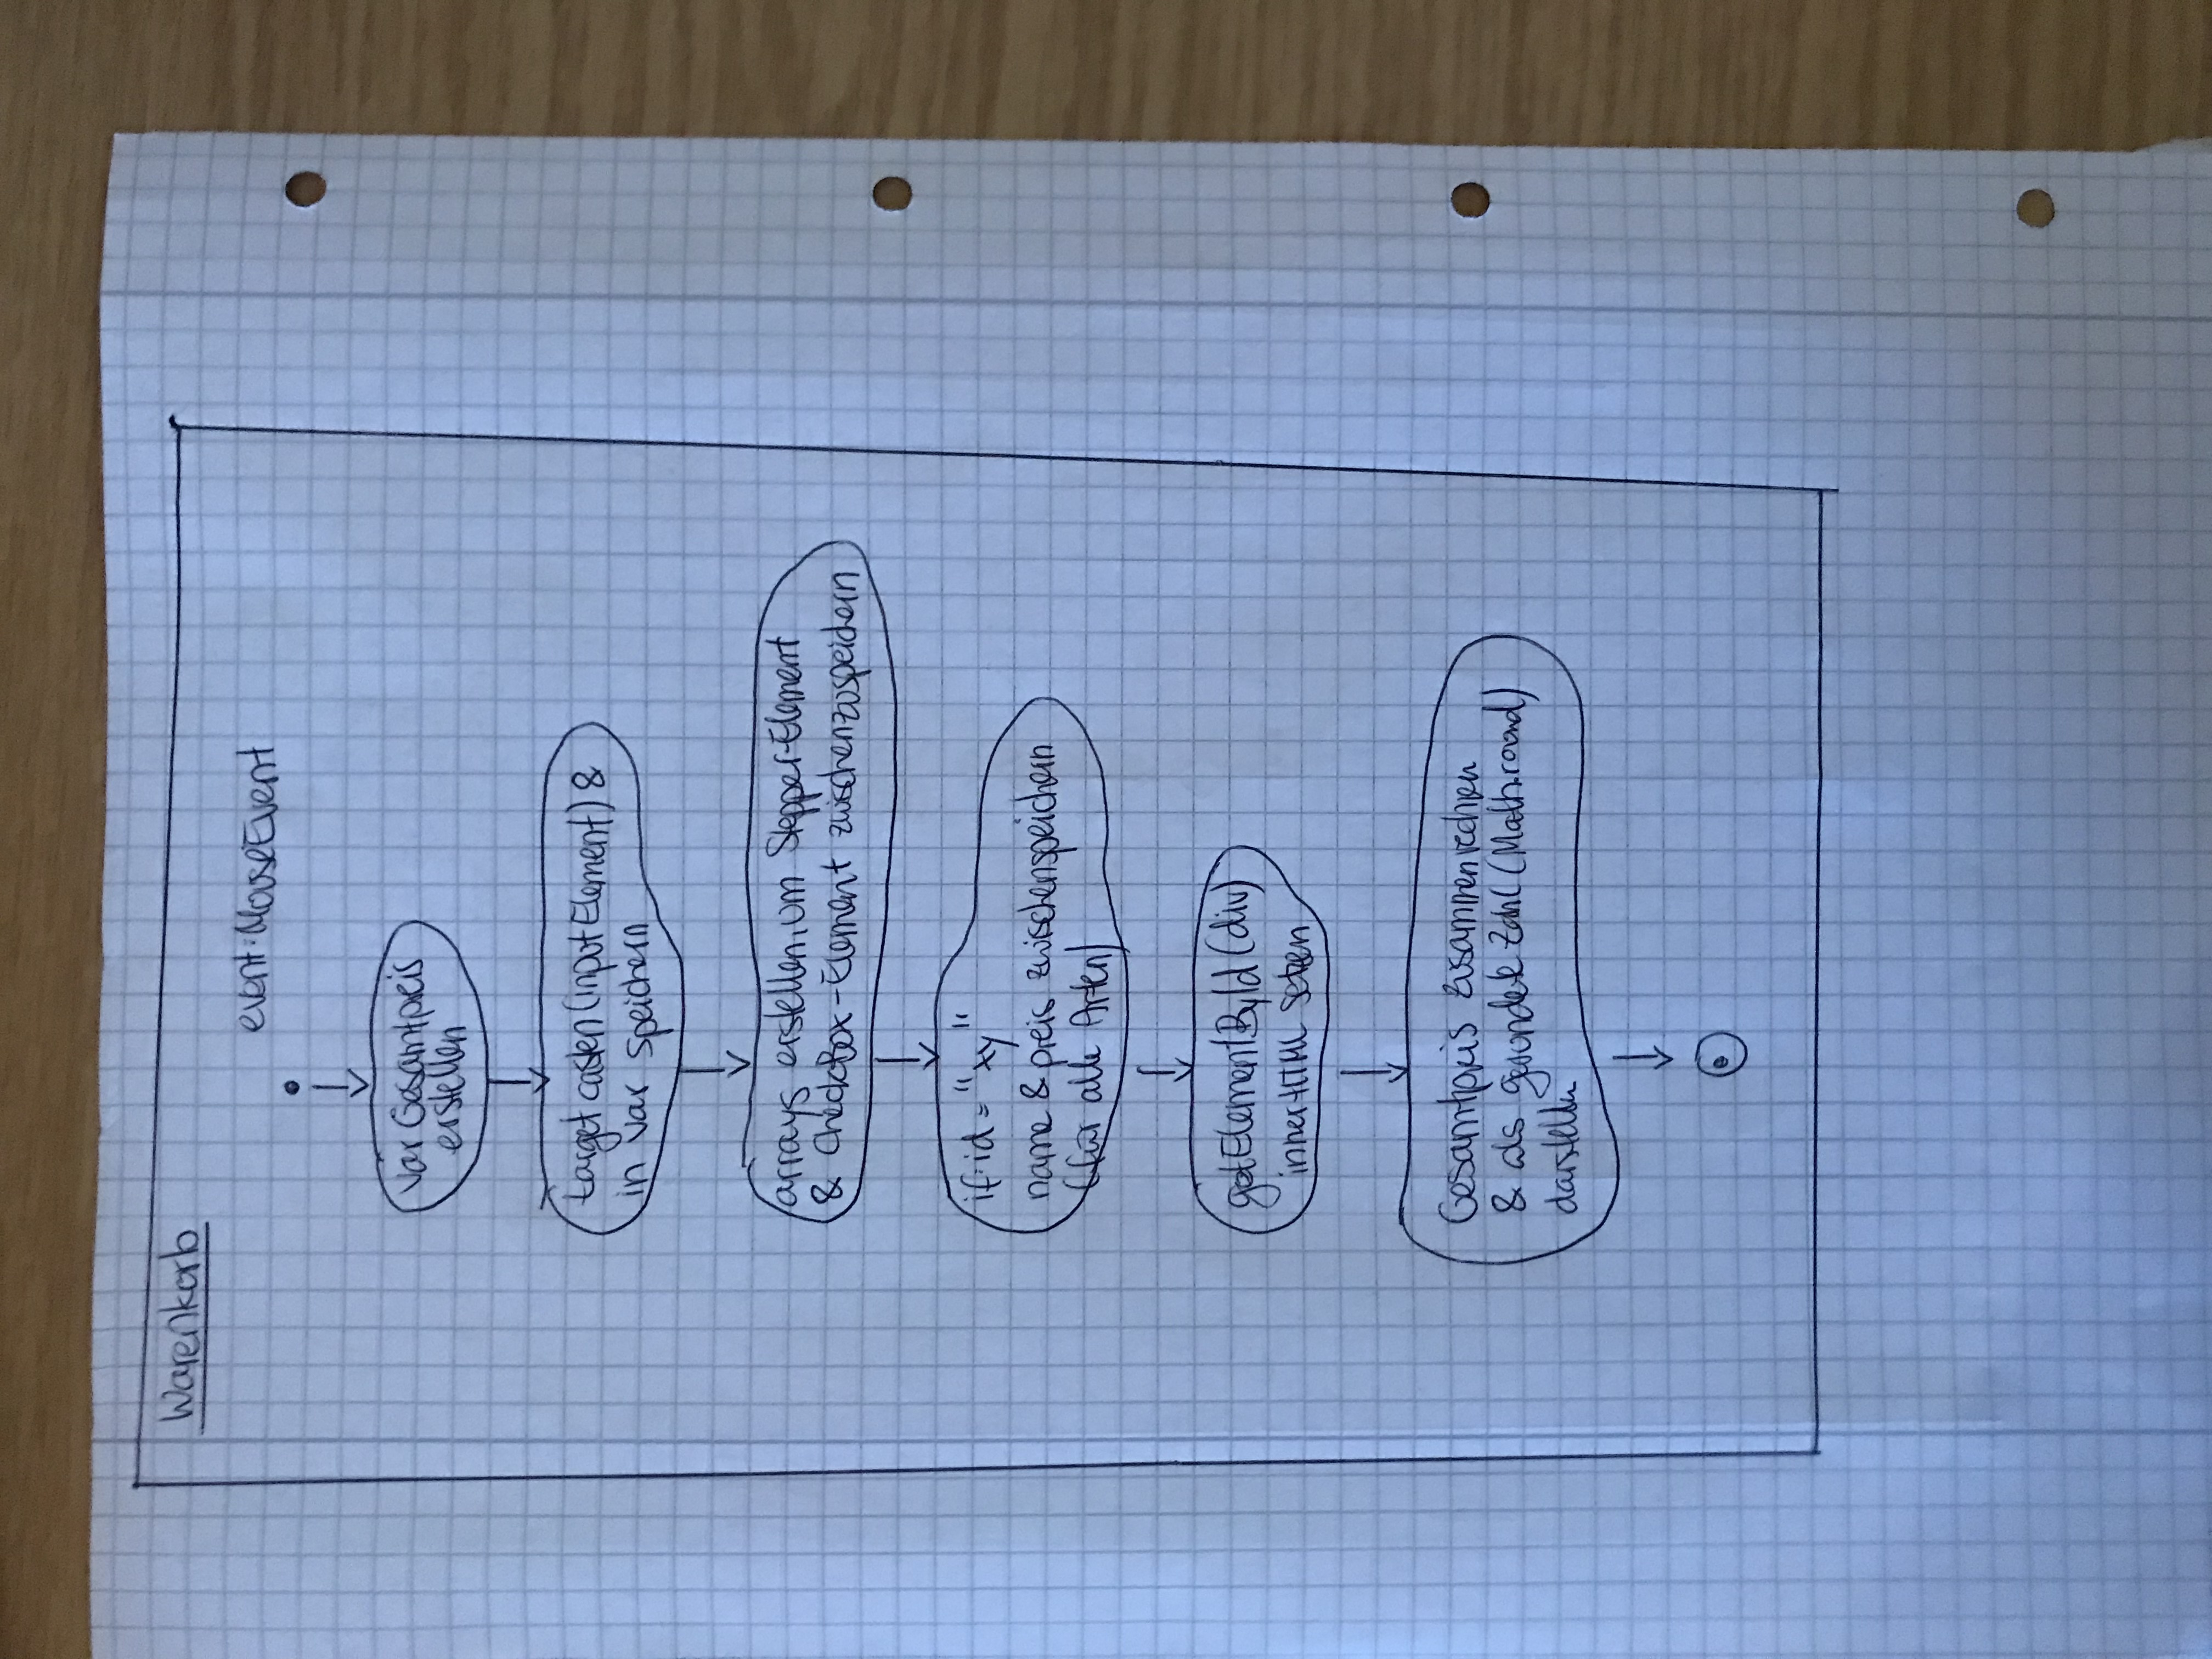 Warenkorb
event: MouseEvent
var Gesamtpreis
erstellen
target casten (inputElement) &
in var speichern
arrays erstellen, um Stepper-Element
& CheckBox-Element zwischenzuspeichern
if: id = "xy"
name & preis zwischenspeichern
(für alle Arten)
getElementById (div)
innerHTML setzen
Gesamtpreis zusammenrechnen
& als gerundete Zahl (Math.round)
darstellen